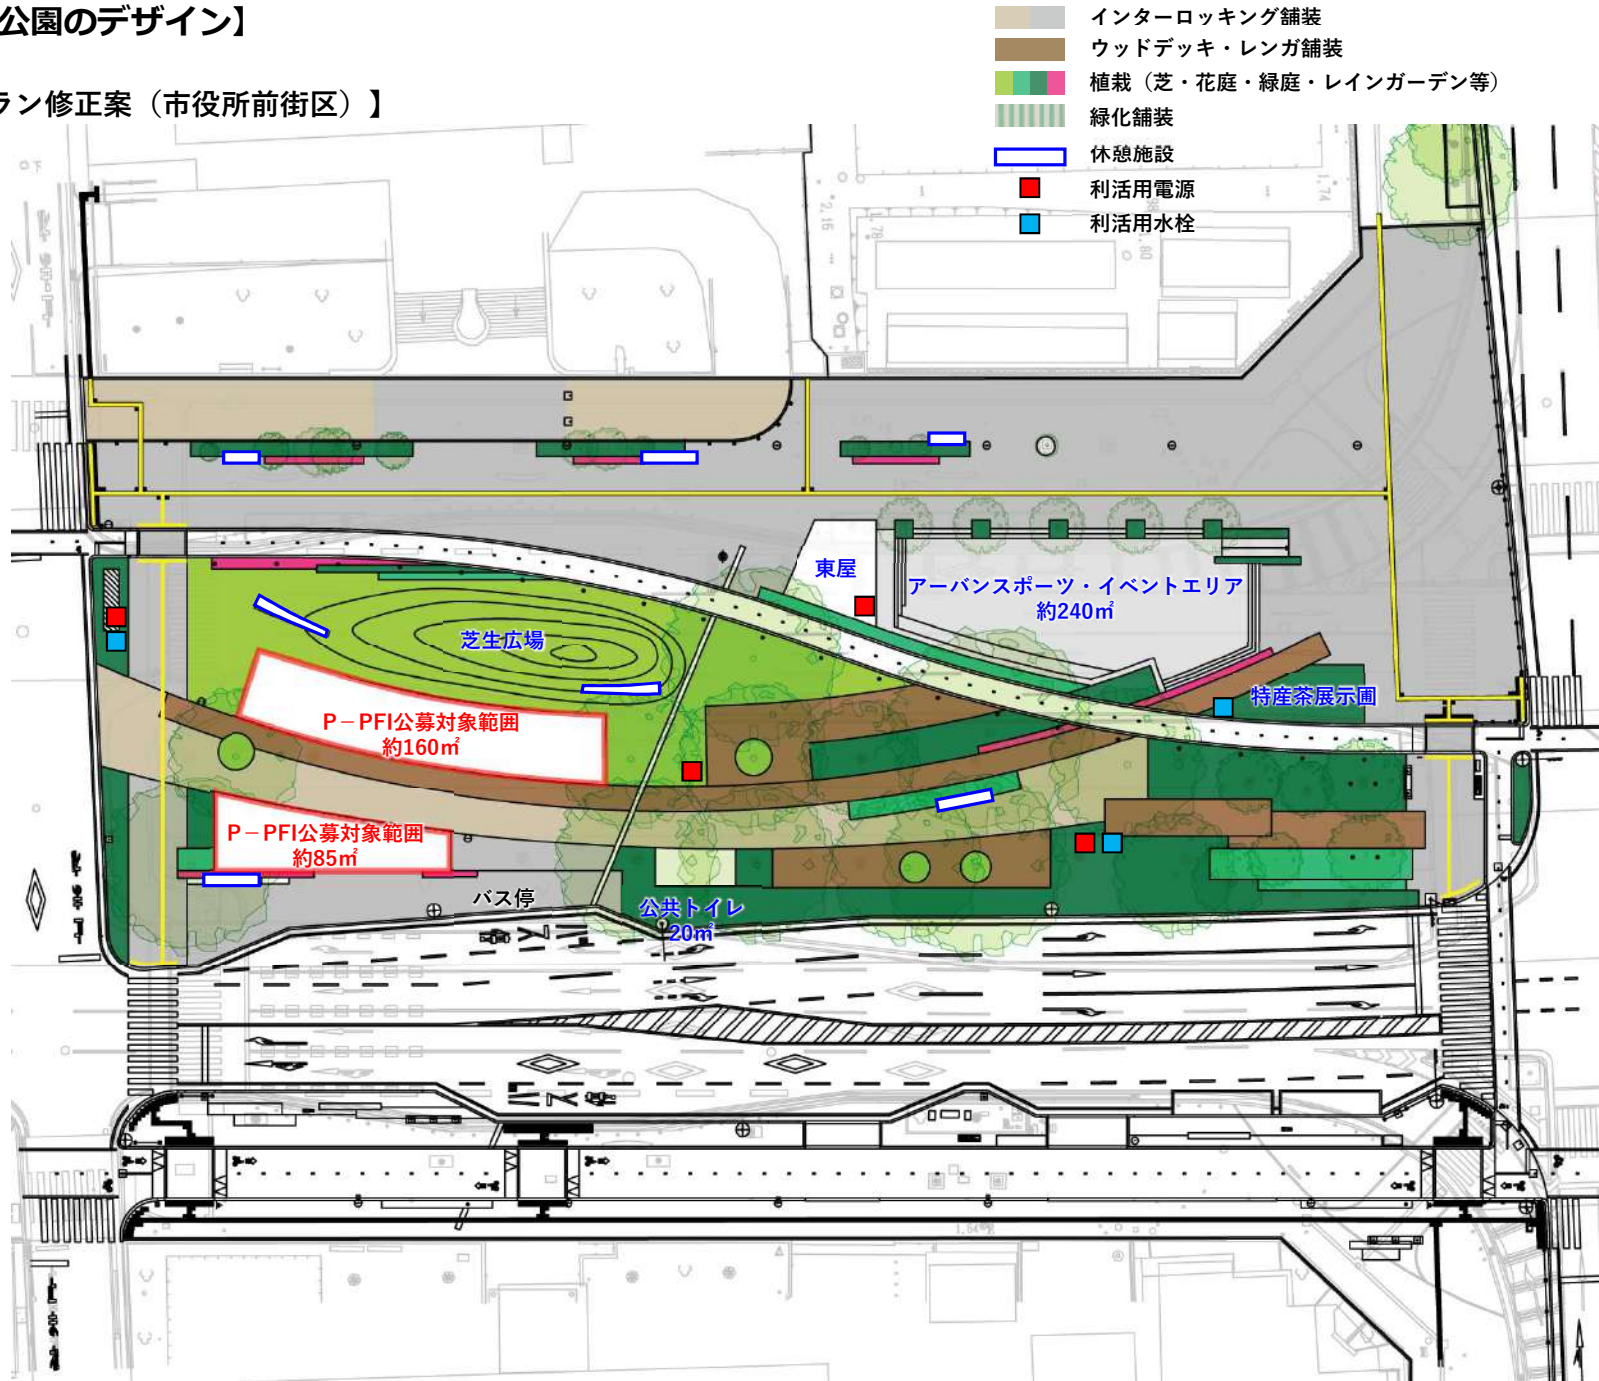 公園のデザイン】
ラン修正案（市役所前街区）】
インターロッキング舗装
ウッドデッキ・レンガ舗装
植栽（芝・花庭・緑庭・レインガーデン等）
緑化舗装
休憩施設
利活用電源
利活用水栓
東屋
アーバンスポーツ・イベントエリア
約240㎡
芝生広場
特産茶展示圃
P－PFI公募対象範囲
約160㎡
P－PFI公募対象範囲
約85㎡
バス停
公共トイレ
20㎡